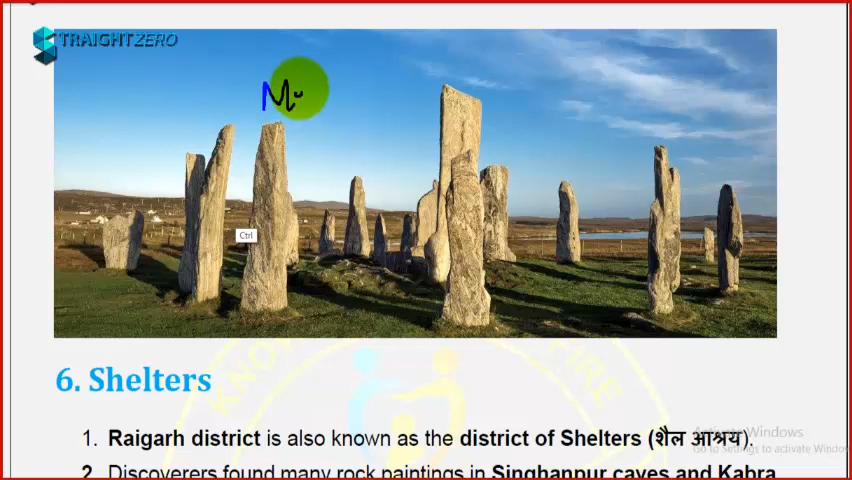 STRAIGHTZERO
Ctrl
6. Shelters
1. Raigarh district is also known as the district of Shelters (शैल आश्रय).
Activate Windows
Go to Settings to activate Windows
2 Discoverers found many rock paintings in Singhanpur caves and Kabra